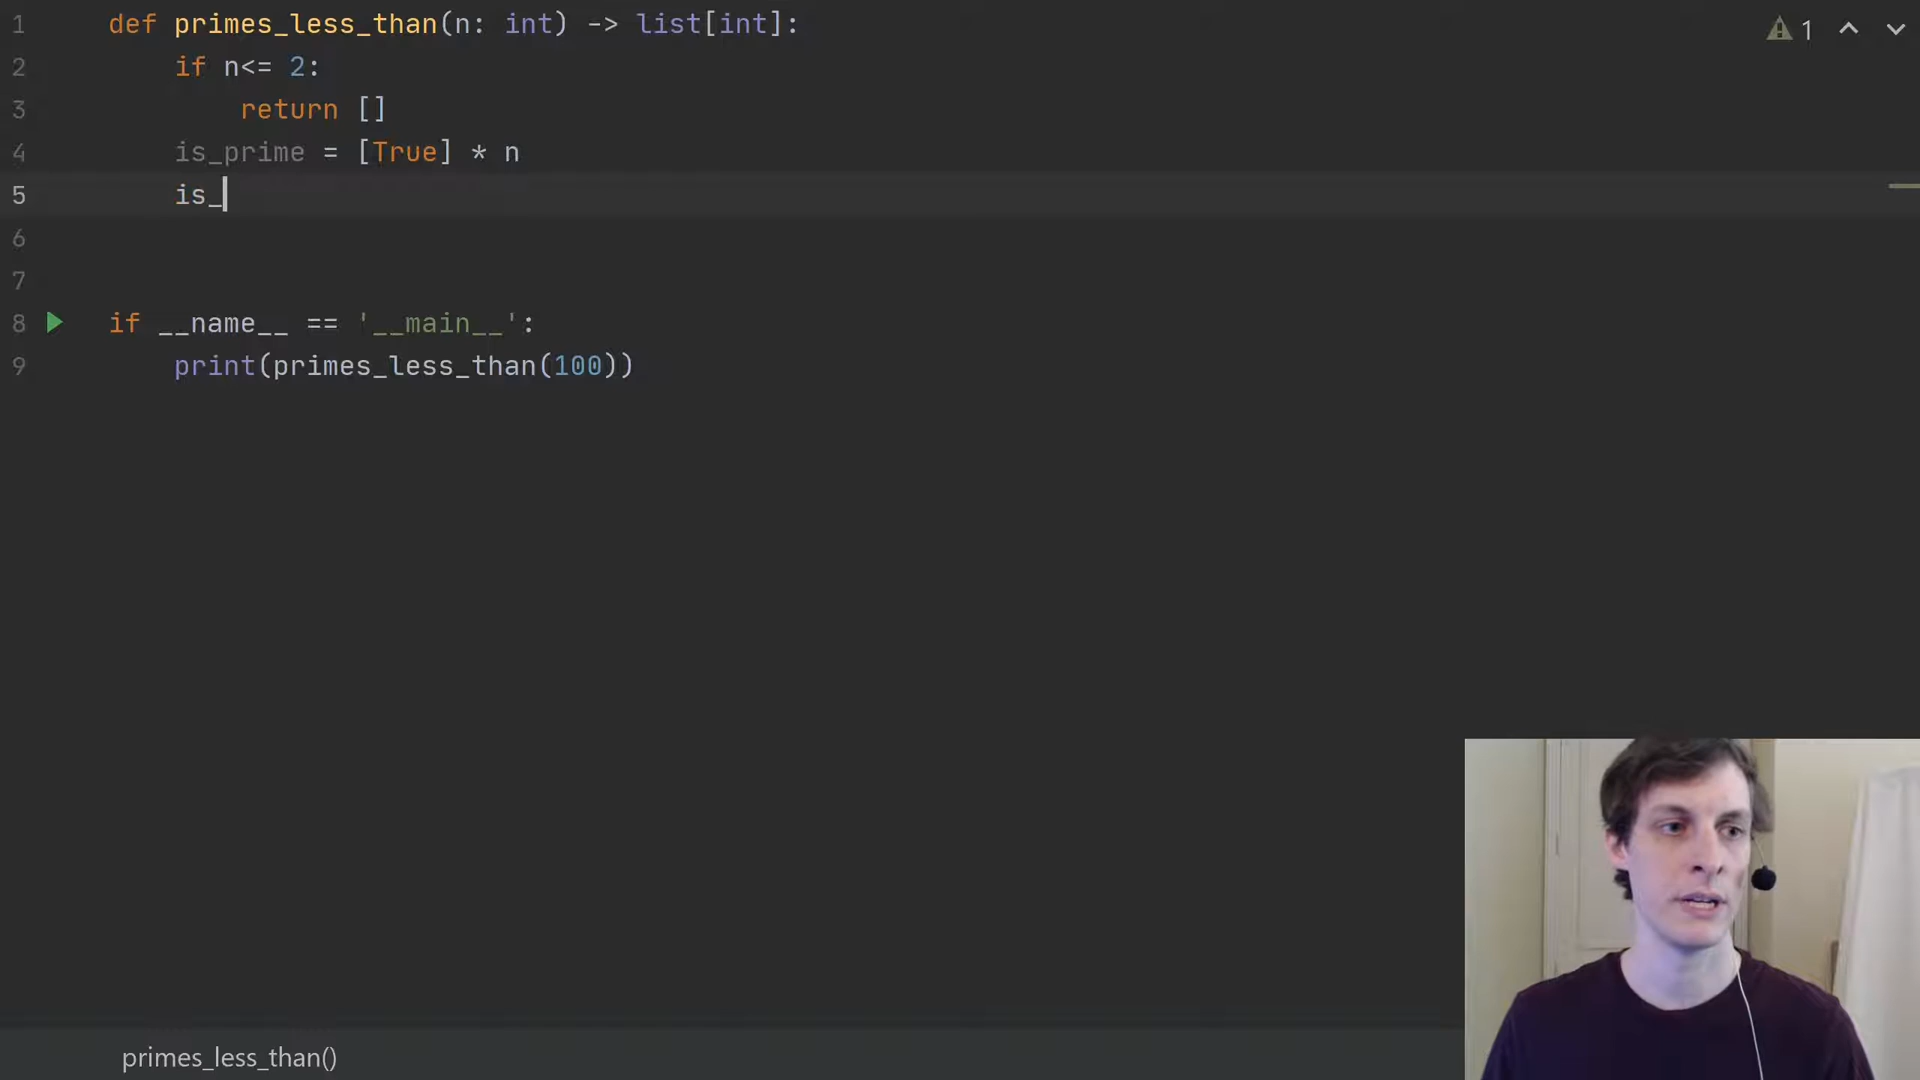 1 def primes_less_than(n: int) -> list[int]:
1
2 if n<= 2:
3 return []
4 is_prime = [True] * n
5 is_
6
7
8 if __name__ == '__main__':
9 print(primes_less_than(100))
primes_less_than()